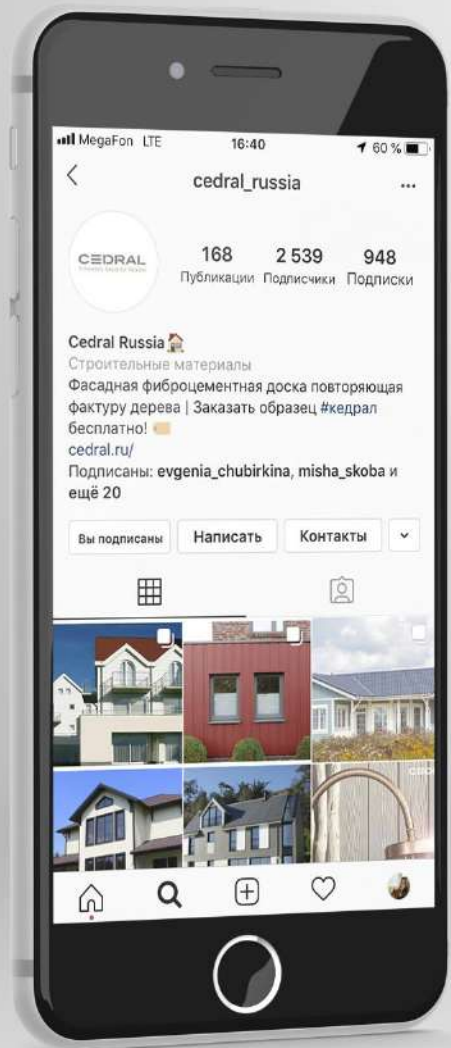 MegaFon LTE 16:40 60 %
cedral_russia
CEDRAL
168 2 539 948
Публикации Подписчики Подписки
Cedral Russia
Строительные материалы
Фасадная фиброцементная доска повторяющая
фактуру дерева | Заказать образец #кедрал
бесплатно!
cedral.ru/
Подписаны: evgenia_chubirkina, misha_skoba и
ещё 20
Вы подписаны Написать Контакты